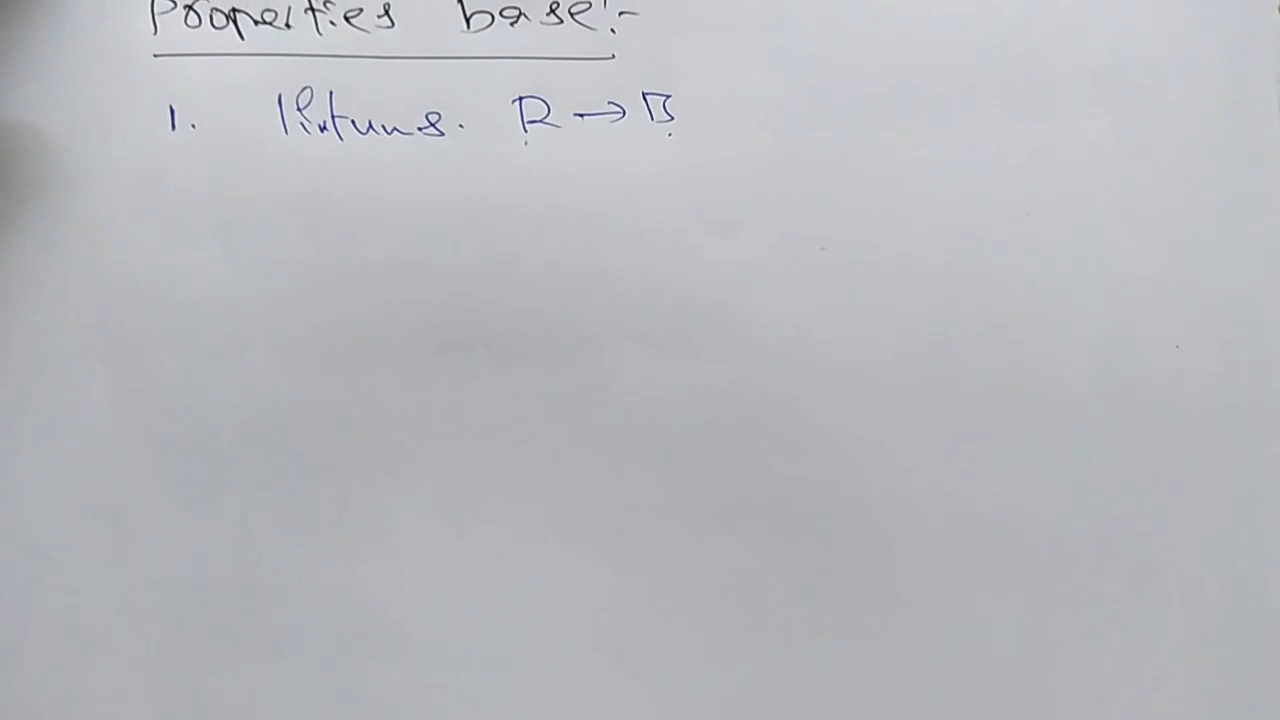 Properties base:-
1. litmus. R → B